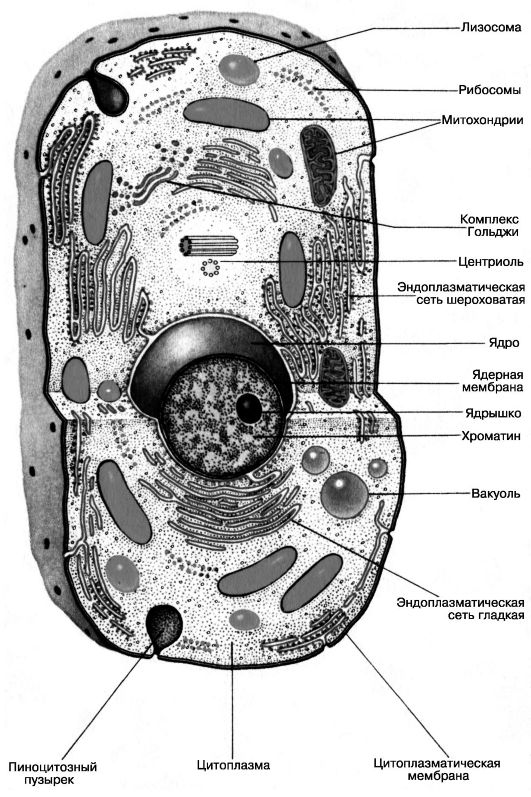 Лизосома
Рибосомы
Митохондрии
Комплекс
Гольджи
Центриоль
Эндоплазматическая
сеть шероховатая
Ядро
Ядерная
мембрана
Ядрышко
Хроматин
Вакуоль
Эндоплазматическая
сеть гладкая
Пиноцитозный
пузырек
Цитоплазма
Цитоплазматическая
мембрана